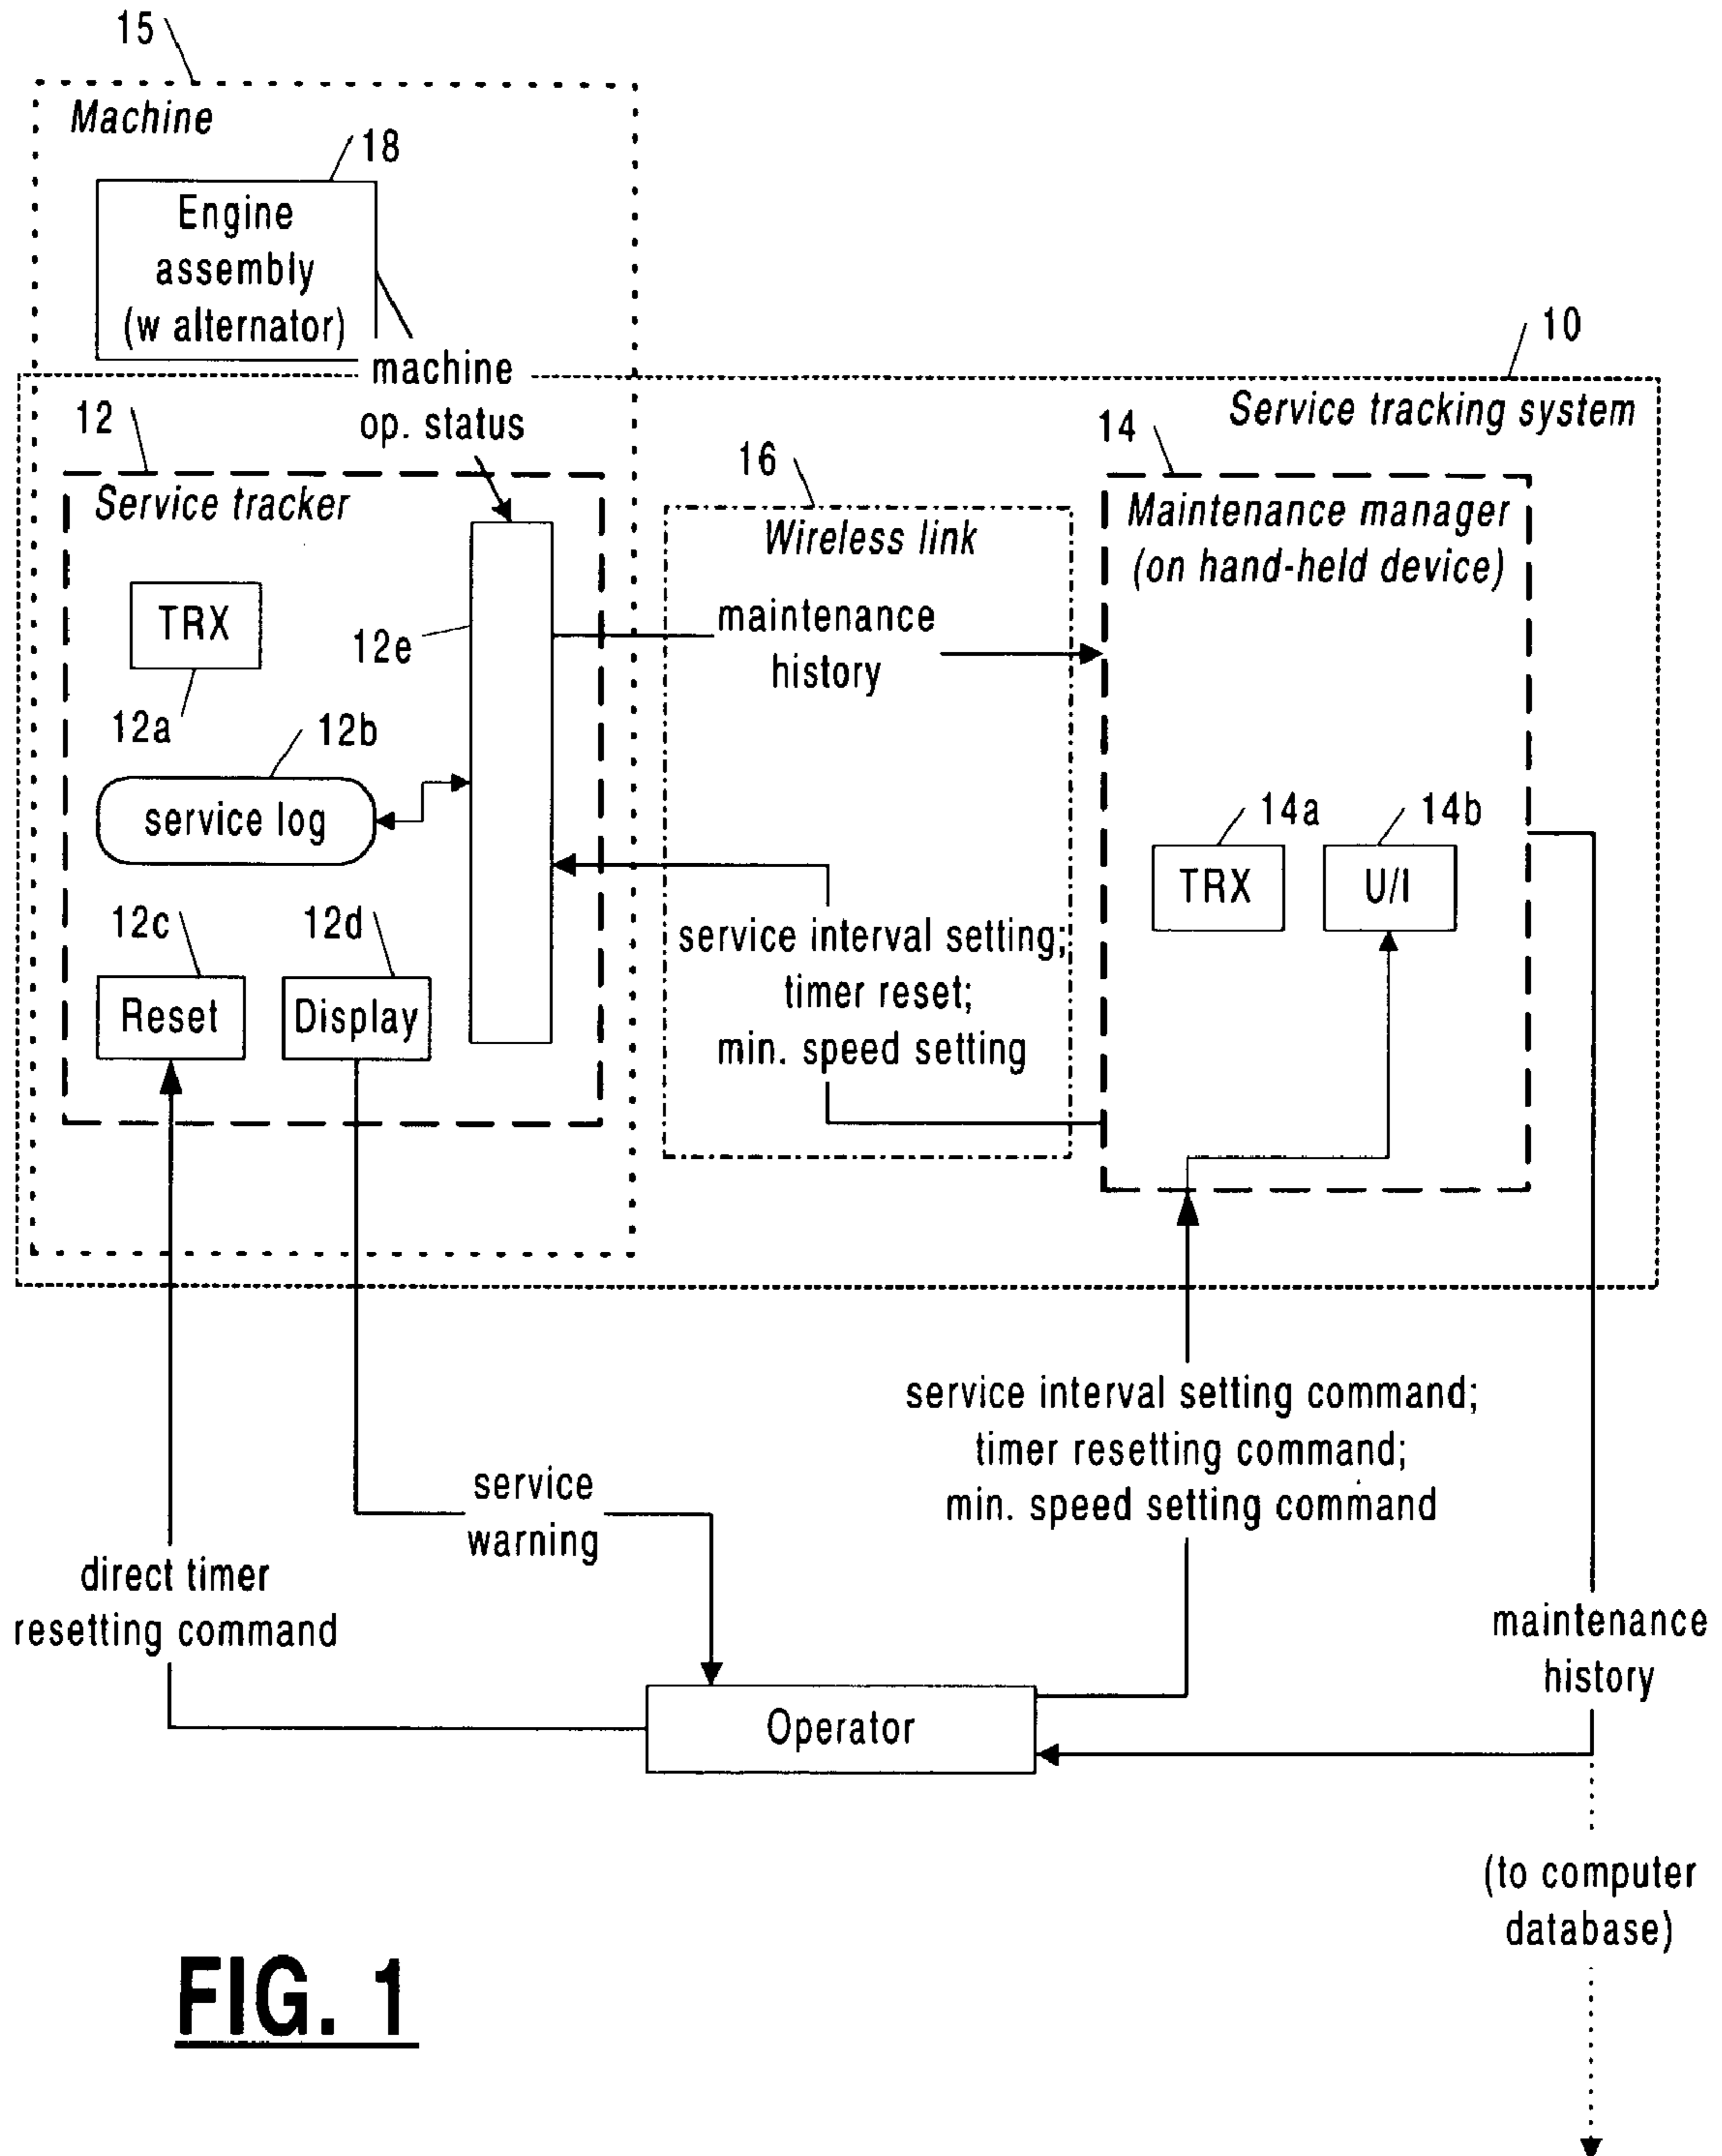 15
Machine
18
Engine
assembly
(w alternator)
machine
op. status
10
Service tracking system
12
Service tracker
TRX
12a
12b
service log
12c
Reset
12d
Display
12e
16
Wireless link
maintenance
history
service interval setting;
timer reset;
min. speed setting
14
Maintenance manager
(on hand-held device)
14a
TRX
14b
U/I
service interval setting command;
timer resetting command;
min. speed setting command
service
warning
direct timer
resetting command
maintenance
history
Operator
(to computer
database)
FIG. 1